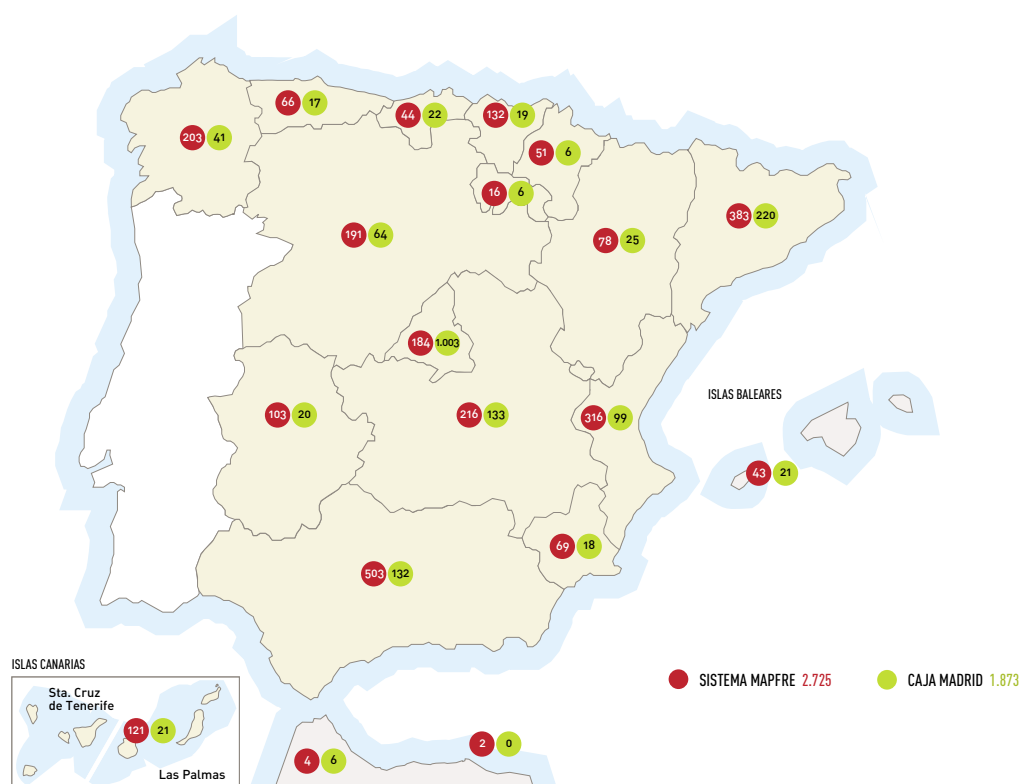 66 17
44 22
132 19
203 41
51 6
16 6
383 220
191 64
78 25
184 1.003
ISLAS BALEARES
103 20
216 133
316 99
43 21
69 18
503 132
ISLAS CANARIAS
SISTEMA MAPFRE 2.725
CAJA MADRID 1.873
Sta. Cruz
de Tenerife
121 21
2 0
4 6
Las Palmas